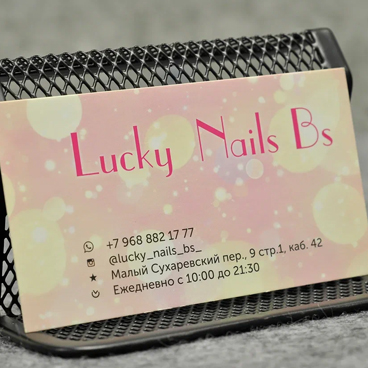 Lucky Nails Bs
+7 968 882 17 77
@lucky_nails_bs_
Малый Сухаревский пер., 9 стр.1, каб. 42
Ежедневно с 10:00 до 21:30